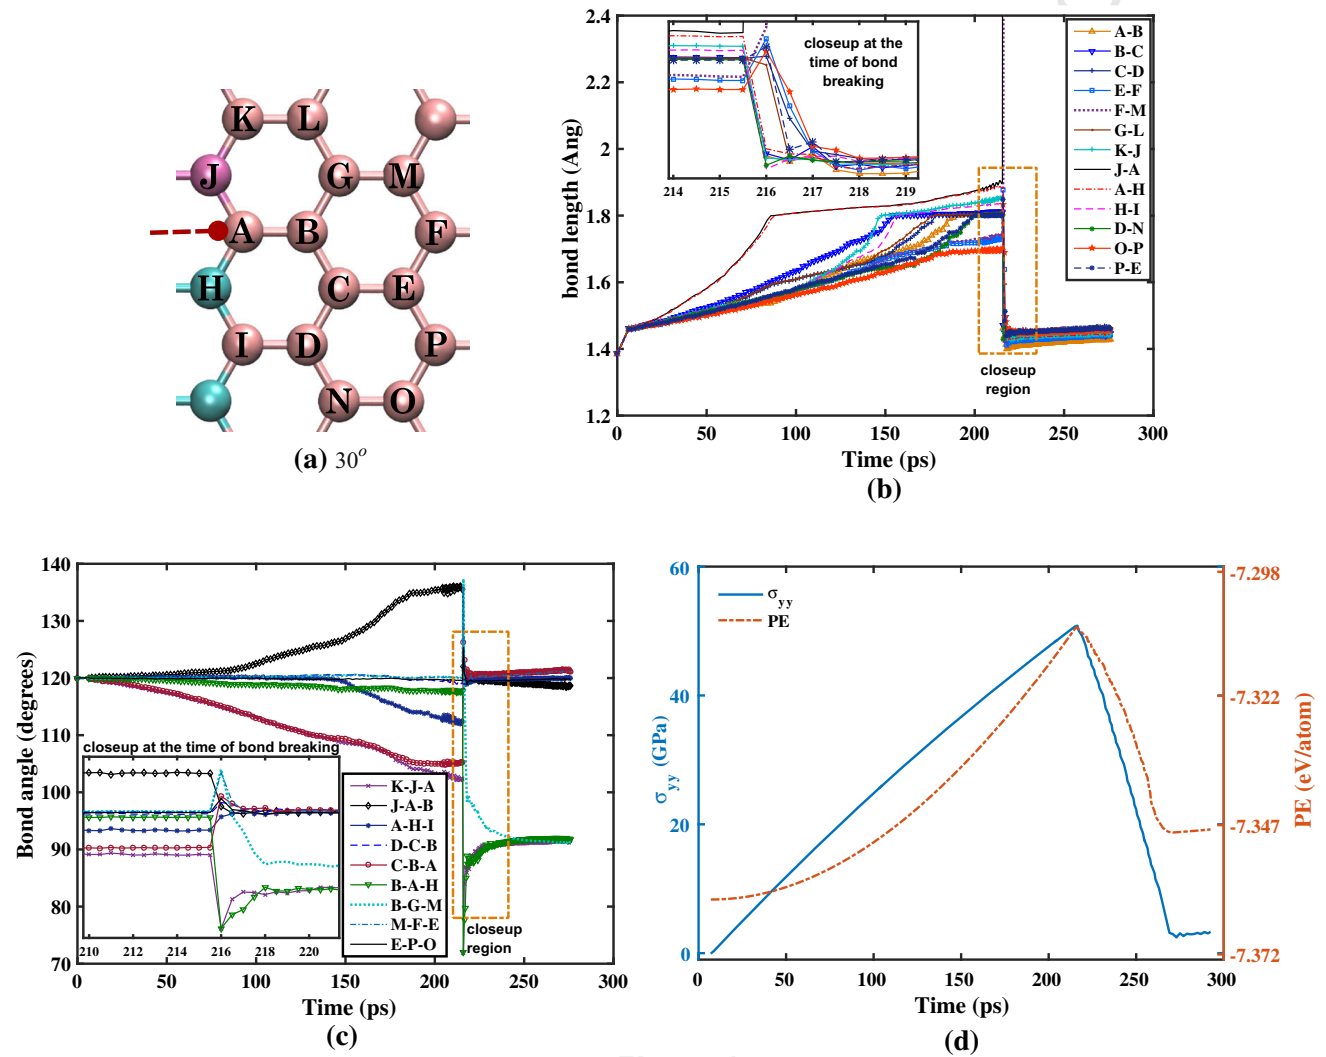 K L
J G M
A B F
H C E
I D P
N O
(a) 30°
2.4
2.2
2
1.8
1.6
1.4
1.2
0 50 100 150 200 250 300
bond length (Ang)
Time (ps)
closeup at the
time of bond
breaking
214 215 216 217 218 219
closeup
region
A-B
B-C
C-D
E-F
F-M
G-L
K-J
J-A
A-H
H-I
D-N
O-P
P-E
(b)
140
130
120
110
100
90
80
70
0 50 100 150 200 250 300
Bond angle (degrees)
Time (ps)
closeup at the time of bond breaking
210 212 214 216 218 220
K-J-A
J-A-B
A-H-I
D-C-B
C-B-A
B-A-H
B-G-M
M-F-E
E-P-O
closeup
region
(c)
60
40
20
0
σyy (GPa)
σyy
PE
-7.298
-7.322
-7.347
-7.372
PE (eV/atom)
0 50 100 150 200 250 300
Time (ps)
(d)